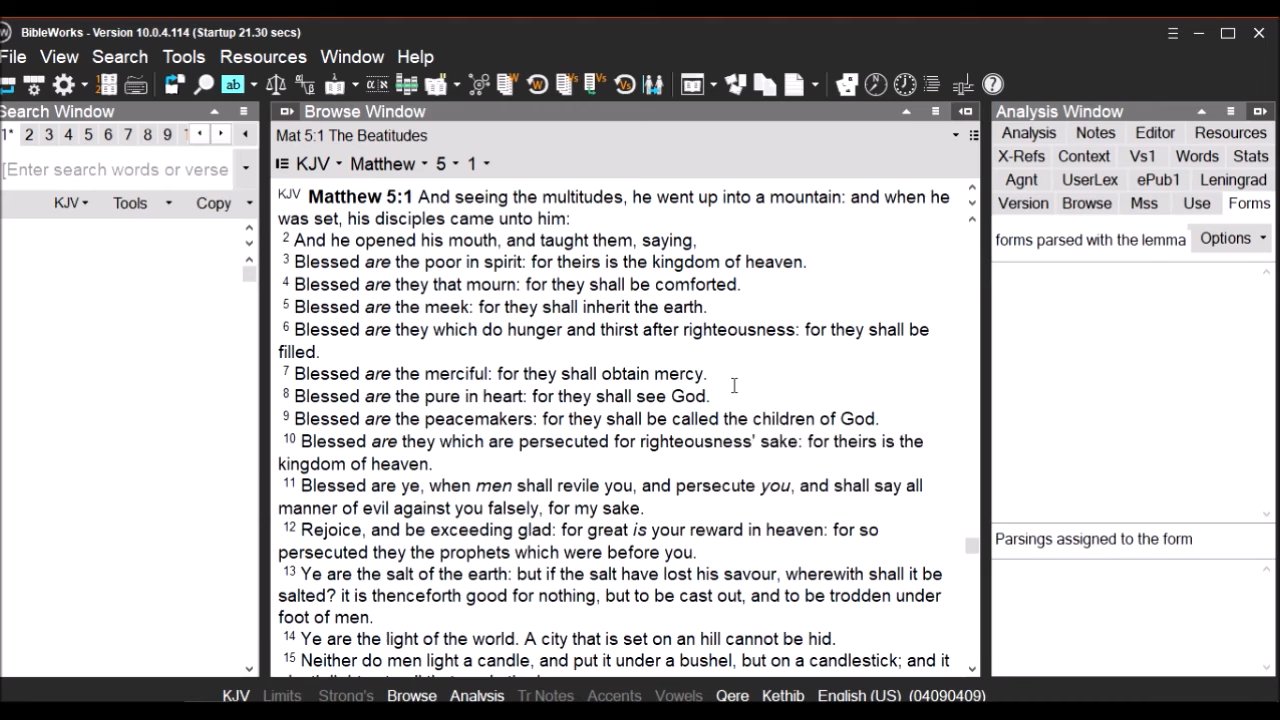 BibleWorks - Version 10.0.4.114 (Startup 21.30 secs)
File View Search Tools Resources Window Help
Search Window
1* 2 3 4 5 6 7 8 9
[Enter search words or verse
KJV Tools Copy
Browse Window
Mat 5:1 The Beatitudes
KJV Matthew 5 1
KJV Matthew 5:1 And seeing the multitudes, he went up into a mountain: and when he
was set, his disciples came unto him:
2 And he opened his mouth, and taught them, saying,
3 Blessed are the poor in spirit: for theirs is the kingdom of heaven.
4 Blessed are they that mourn: for they shall be comforted.
5 Blessed are the meek: for they shall inherit the earth.
6 Blessed are they which do hunger and thirst after righteousness: for they shall be
filled.
7 Blessed are the merciful: for they shall obtain mercy.
8 Blessed are the pure in heart: for they shall see God.
9 Blessed are the peacemakers: for they shall be called the children of God.
10 Blessed are they which are persecuted for righteousness' sake: for theirs is the
kingdom of heaven.
11 Blessed are ye, when men shall revile you, and persecute you, and shall say all
manner of evil against you falsely, for my sake.
12 Rejoice, and be exceeding glad: for great is your reward in heaven: for so
persecuted they the prophets which were before you.
13 Ye are the salt of the earth: but if the salt have lost his savour, wherewith shall it be
salted? it is thenceforth good for nothing, but to be cast out, and to be trodden under
foot of men.
14 Ye are the light of the world. A city that is set on an hill cannot be hid.
15 Neither do men light a candle, and put it under a bushel, but on a candlestick; and it
Analysis Window
Analysis Notes Editor Resources
X-Refs Context Vs1 Words Stats
Agnt UserLex ePub1 Leningrad
Version Browse Mss Use Forms
forms parsed with the lemma Options
Parsings assigned to the form
KJV Limits Strong's Browse Analysis Tr Notes Accents Vowels Qere Kethib English (US) (04090409)